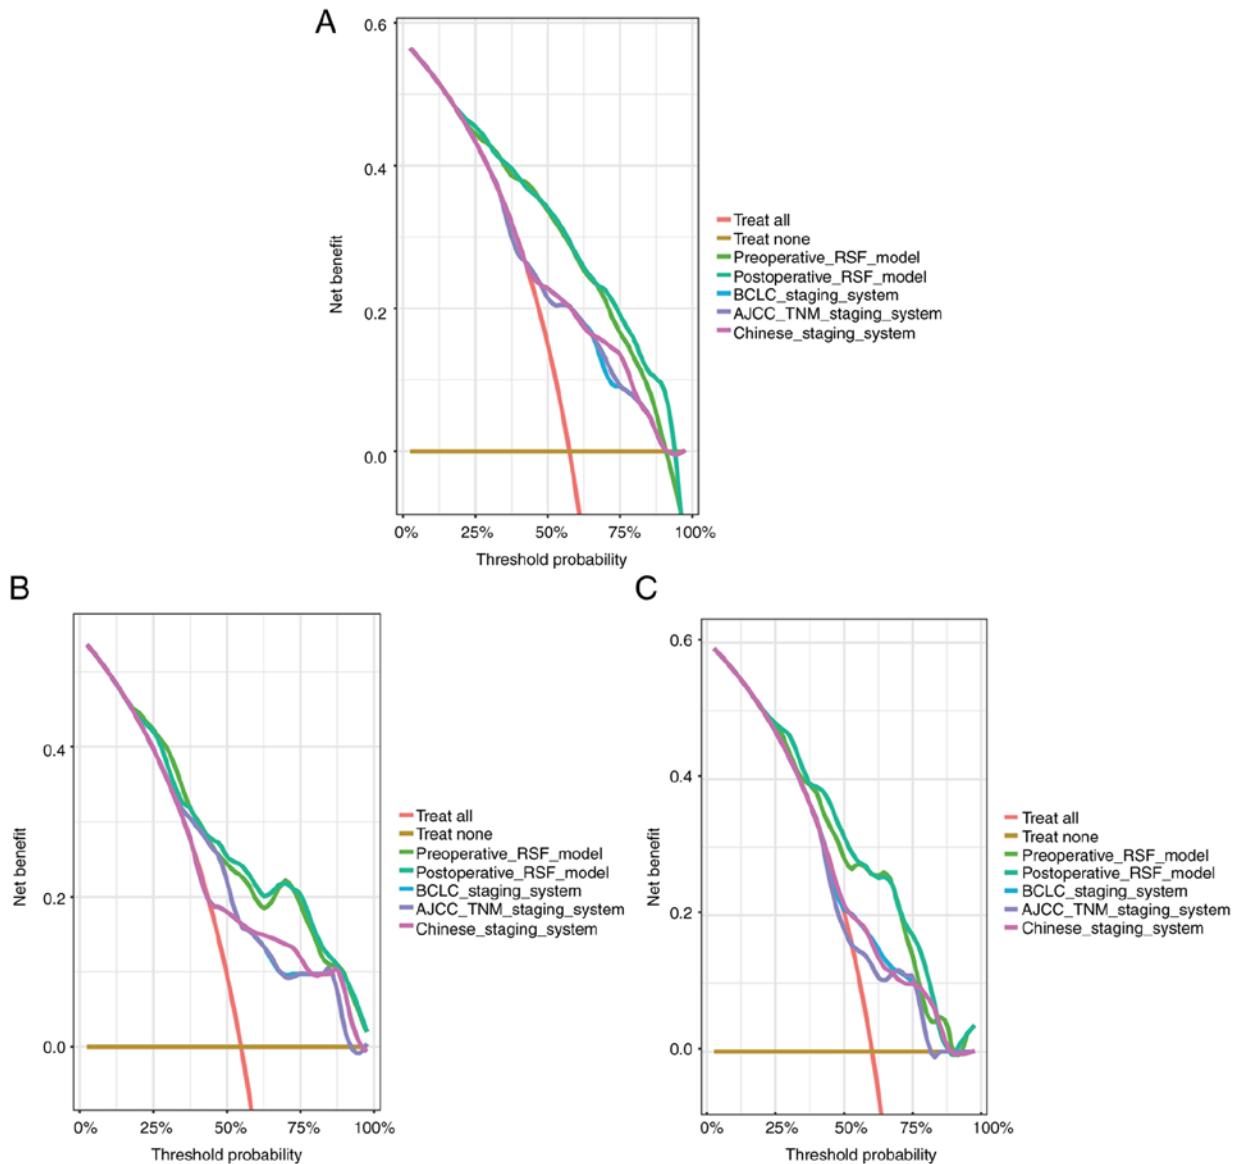 A
0.6
0.4
0.2
0.0
Net benefit
0%
25%
50%
75%
100%
Threshold probability
Treat all
Treat none
Preoperative_RSF_model
Postoperative_RSF_model
BCLC_staging_system
AJCC_TNM_staging_system
Chinese_staging_system
B
0.4
0.2
0.0
Net benefit
0%
25%
50%
75%
100%
Threshold probability
Treat all
Treat none
Preoperative_RSF_model
Postoperative_RSF_model
BCLC_staging_system
AJCC_TNM_staging_system
Chinese_staging_system
C
0.6
0.4
0.2
0.0
Net benefit
0%
25%
50%
75%
100%
Threshold probability
Treat all
Treat none
Preoperative_RSF_model
Postoperative_RSF_model
BCLC_staging_system
AJCC_TNM_staging_system
Chinese_staging_system